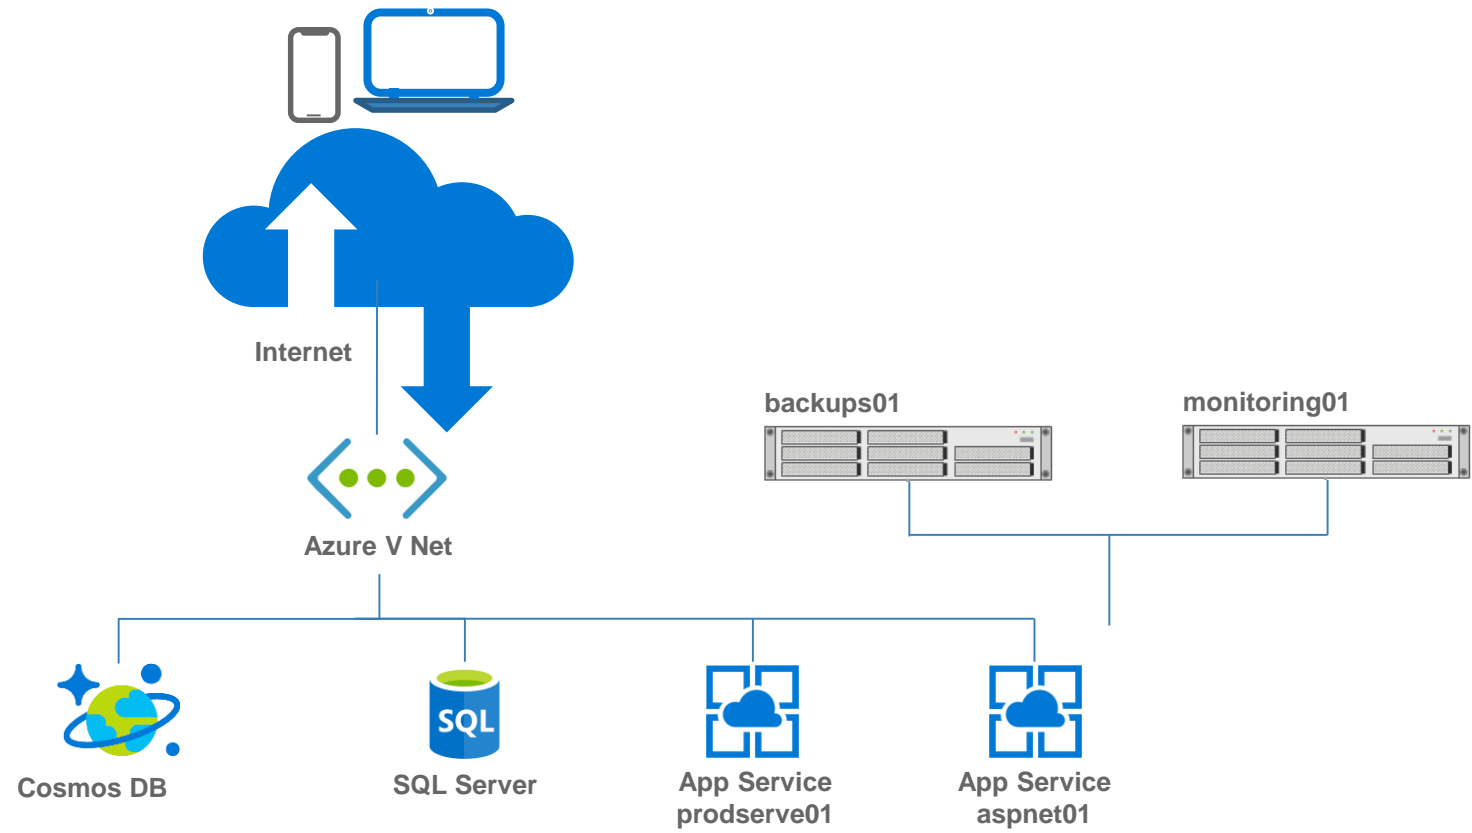 Internet
backups01
monitoring01
Azure V Net
SQL
Cosmos DB
SQL Server
App Service
prodserve01
App Service
aspnet01